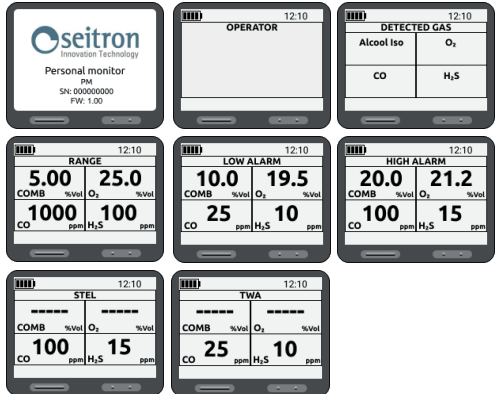 seitron
Innovation Technology
Personal monitor
PM
SN: 000000000
FW: 1.00
12:10
OPERATOR
12:10
DETECTED GAS
Alcool Iso O₂
CO H₂S
12:10
RANGE
5.00 25.0
COMB %Vol O₂ %Vol
1000 100
CO ppm H₂S ppm
12:10
LOW ALARM
10.0 19.5
COMB %Vol O₂ %Vol
25 10
CO ppm H₂S ppm
12:10
HIGH ALARM
20.0 21.2
COMB %Vol O₂ %Vol
100 15
CO ppm H₂S ppm
12:10
STEL
----- -----
COMB %Vol O₂ %Vol
100 15
CO ppm H₂S ppm
12:10
TWA
----- -----
COMB %Vol O₂ %Vol
25 10
CO ppm H₂S ppm